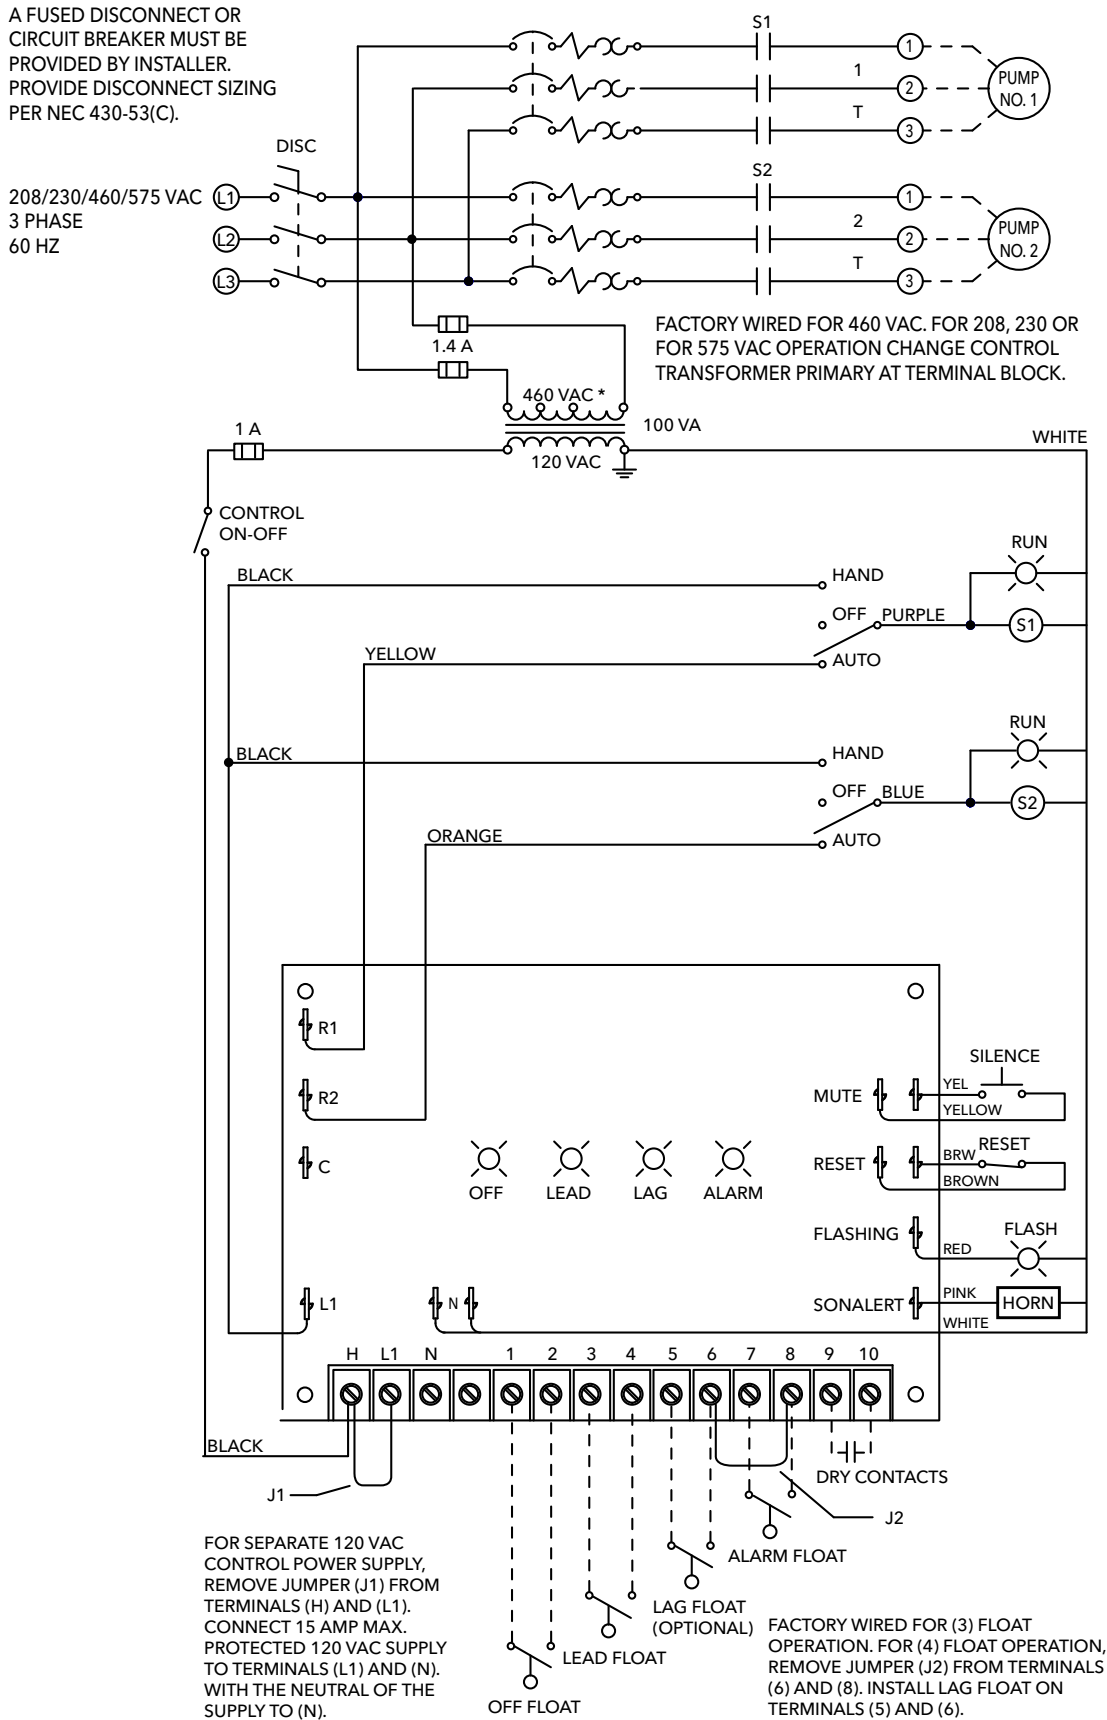 A FUSED DISCONNECT OR
CIRCUIT BREAKER MUST BE
PROVIDED BY INSTALLER.
PROVIDE DISCONNECT SIZING
PER NEC 430-53(C).
S1
1
1
2
T
3
PUMP
NO. 1
DISC
208/230/460/575 VAC
3 PHASE
60 HZ
L1
L2
L3
S2
1
2
2
T
3
PUMP
NO. 2
FACTORY WIRED FOR 460 VAC. FOR 208, 230 OR
FOR 575 VAC OPERATION CHANGE CONTROL
TRANSFORMER PRIMARY AT TERMINAL BLOCK.
1.4 A
460 VAC *
100 VA
120 VAC
1 A
WHITE
CONTROL
ON-OFF
BLACK
HAND
OFF
PURPLE
AUTO
RUN
S1
YELLOW
BLACK
HAND
OFF
BLUE
AUTO
RUN
S2
ORANGE
R1
R2
C
L1
N
OFF
LEAD
LAG
ALARM
MUTE
YEL
YELLOW
SILENCE
RESET
BRW
BROWN
RESET
FLASHING
RED
FLASH
SONALERT
PINK
HORN
WHITE
H L1 N 1 2 3 4 5 6 7 8 9 10
BLACK
J1
DRY CONTACTS
J2
ALARM FLOAT
LAG FLOAT
(OPTIONAL)
LEAD FLOAT
OFF FLOAT
FOR SEPARATE 120 VAC
CONTROL POWER SUPPLY,
REMOVE JUMPER (J1) FROM
TERMINALS (H) AND (L1).
CONNECT 15 AMP MAX.
PROTECTED 120 VAC SUPPLY
TO TERMINALS (L1) AND (N).
WITH THE NEUTRAL OF THE
SUPPLY TO (N).
FACTORY WIRED FOR (3) FLOAT
OPERATION. FOR (4) FLOAT OPERATION,
REMOVE JUMPER (J2) FROM TERMINALS
(6) AND (8). INSTALL LAG FLOAT ON
TERMINALS (5) AND (6).